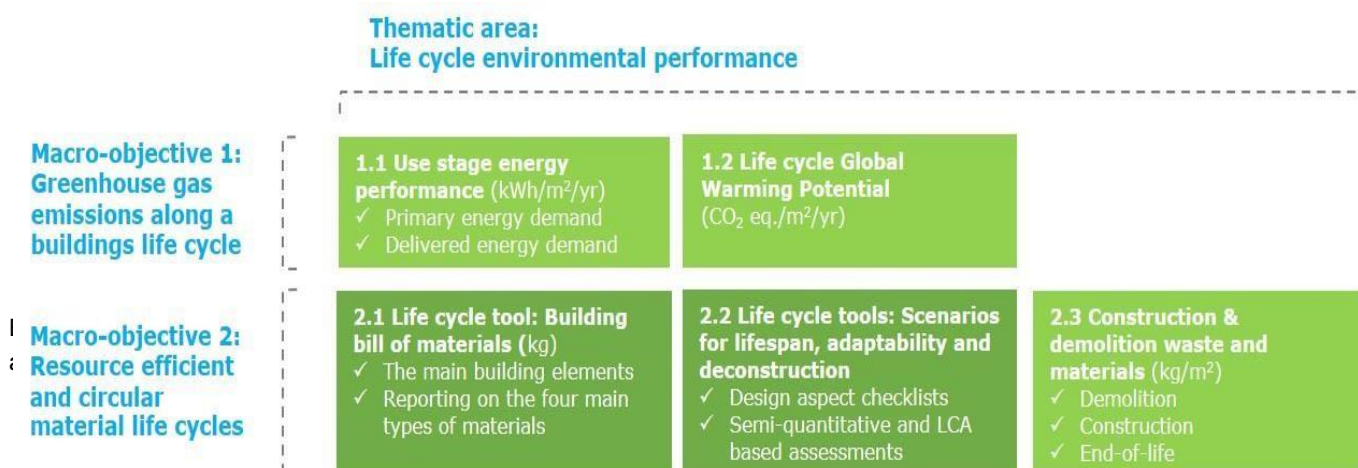 Thematic area:
Life cycle environmental performance
Macro-objective 1:
Greenhouse gas
emissions along a
buildings life cycle
1.1 Use stage energy
performance (kWh/m²/yr)
✓ Primary energy demand
✓ Delivered energy demand
1.2 Life cycle Global
Warming Potential
(CO₂ eq./m²/yr)
Macro-objective 2:
Resource efficient
and circular
material life cycles
2.1 Life cycle tool: Building
bill of materials (kg)
✓ The main building elements
✓ Reporting on the four main
types of materials
2.2 Life cycle tools: Scenarios
for lifespan, adaptability and
deconstruction
✓ Design aspect checklists
✓ Semi-quantitative and LCA
based assessments
2.3 Construction &
demolition waste and
materials (kg/m²)
✓ Demolition
✓ Construction
✓ End-of-life